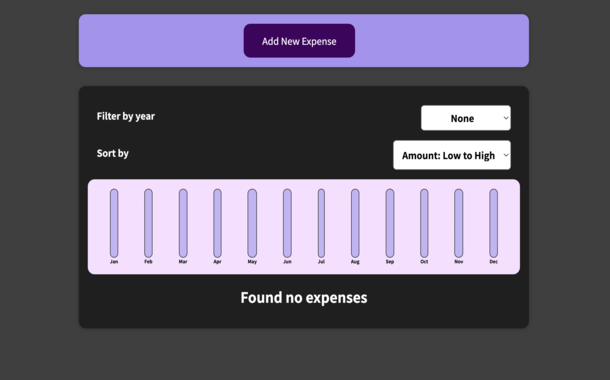 Add New Expense
Filter by year
None
Sort by
Amount: Low to High
Jan Feb Mar Apr May Jun Jul Aug Sep Oct Nov Dec
Found no expenses